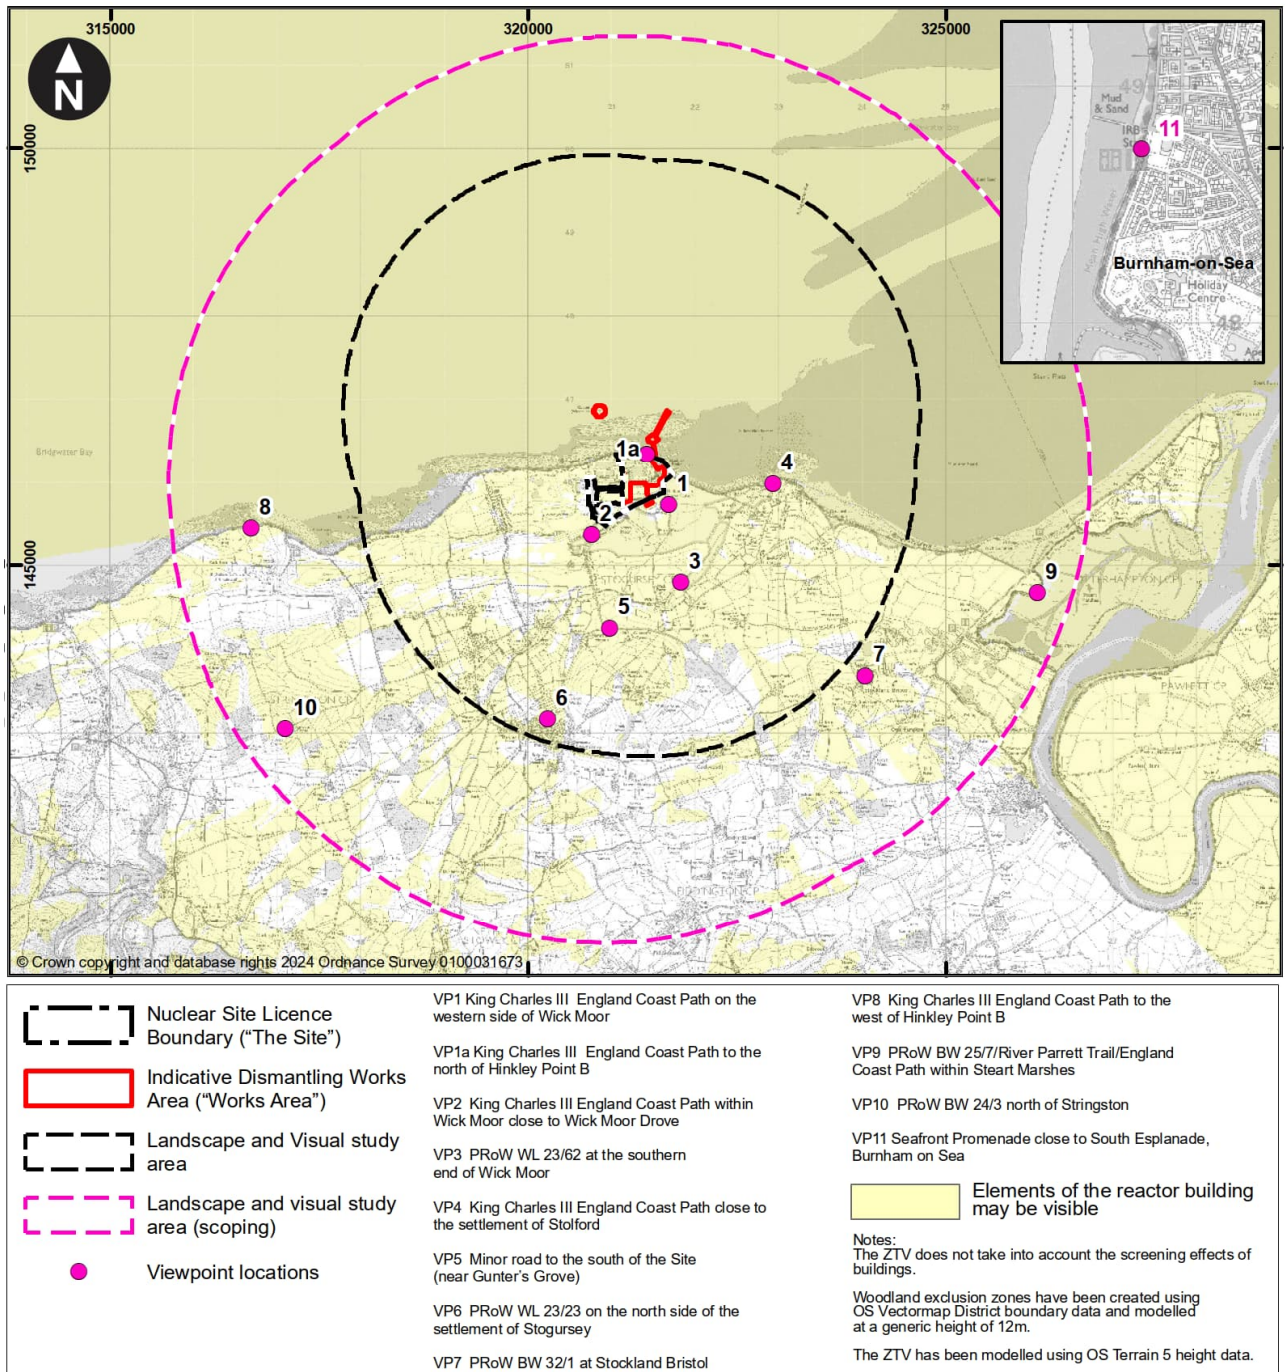 315000
320000
325000
150000
145000
N
11
Mud
& Sand
IRB
49
Burnham-on-Sea
Holiday
Centre
48
Bridgwater Bay
1a
1
2
3
4
5
6
7
8
9
10
© Crown copyright and database rights 2024 Ordnance Survey 0100031673
Nuclear Site Licence
Boundary (“The Site”)
Indicative Dismantling Works
Area (“Works Area”)
Landscape and Visual study
area
Landscape and visual study
area (scoping)
Viewpoint locations
VP1 King Charles III England Coast Path on the
western side of Wick Moor
VP1a King Charles III England Coast Path to the
north of Hinkley Point B
VP2 King Charles III England Coast Path within
Wick Moor close to Wick Moor Drove
VP3 PRoW WL 23/62 at the southern
end of Wick Moor
VP4 King Charles III England Coast Path close to
the settlement of Stolford
VP5 Minor road to the south of the Site
(near Gunter’s Grove)
VP6 PRoW WL 23/23 on the north side of the
settlement of Stogursey
VP7 PRoW BW 32/1 at Stockland Bristol
VP8 King Charles III England Coast Path to the
west of Hinkley Point B
VP9 PRoW BW 25/7/River Parrett Trail/England
Coast Path within Steart Marshes
VP10 PRoW BW 24/3 north of Stringston
VP11 Seafront Promenade close to South Esplanade,
Burnham on Sea
Elements of the reactor building
may be visible
Notes:
The ZTV does not take into account the screening effects of
buildings.
Woodland exclusion zones have been created using
OS Vectormap District boundary data and modelled
at a generic height of 12m.
The ZTV has been modelled using OS Terrain 5 height data.